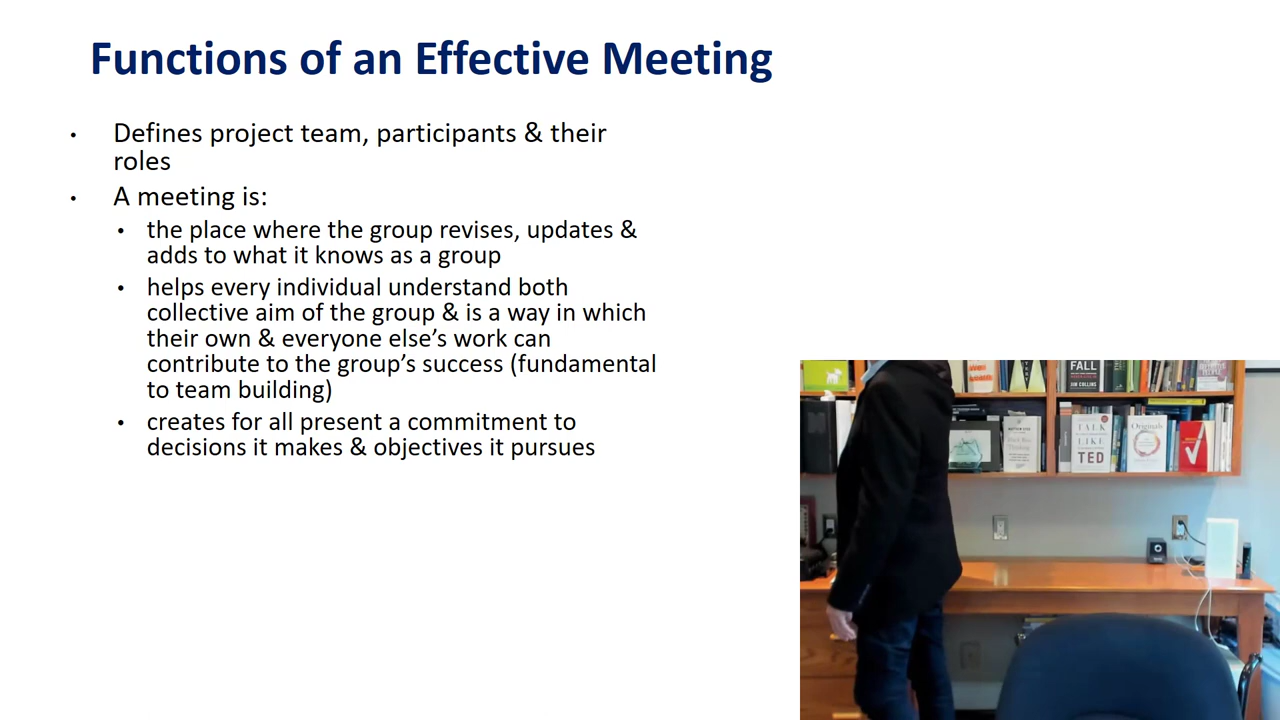 Functions of an Effective Meeting
• Defines project team, participants & their
roles
• A meeting is:
• the place where the group revises, updates &
adds to what it knows as a group
• helps every individual understand both
collective aim of the group & is a way in which
their own & everyone else’s work can
contribute to the group’s success (fundamental
to team building)
• creates for all present a commitment to
decisions it makes & objectives it pursues
FALL
JIM COLLINS
TALK
LIKE
TED
Originals